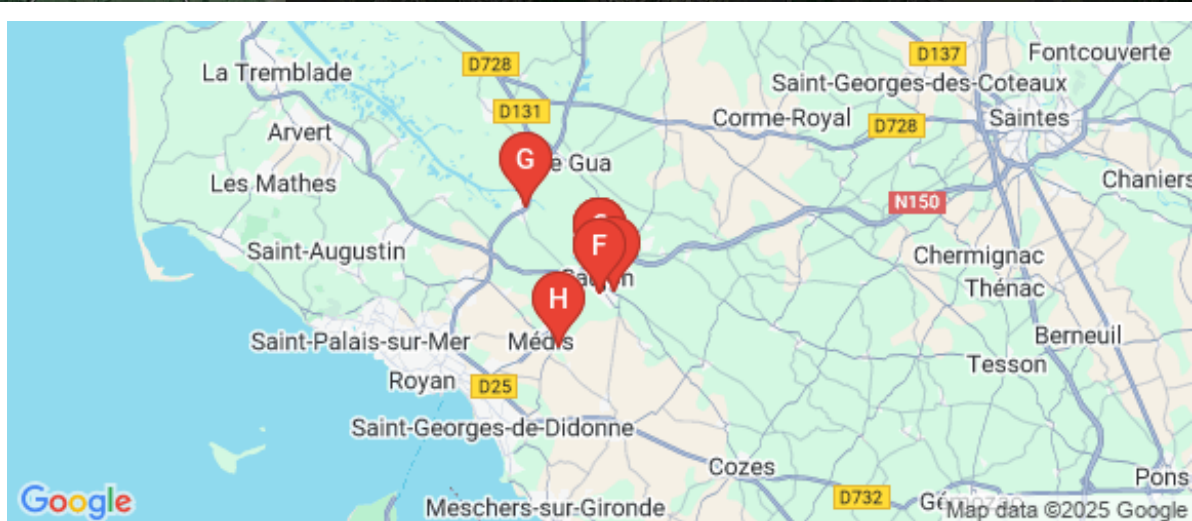 D137
Fontcouverte
D728
La Tremblade
Saint-Georges-des-Coteaux
D131
Corme-Royal
D728
Saintes
Arvert
G
Gua
Les Mathes
Chaniers
N150
Saint-Augustin
F
Chermignac
Thénac
H
Saint-Palais-sur-Mer
Médis
Berneuil
Tesson
Royan
D25
Saint-Georges-de-Didonne
Cozes
Pons
Google
Meschers-sur-Gironde
D732
Map data ©2025 Google